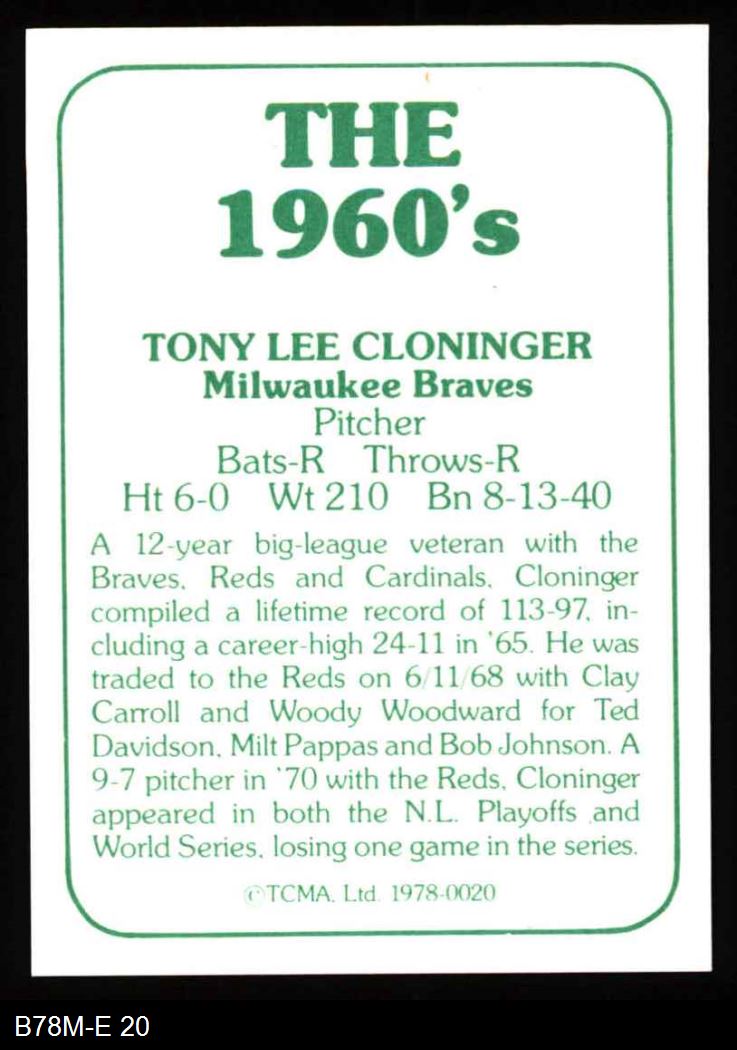 THE
1960's
TONY LEE CLONINGER
Milwaukee Braves
Pitcher
Bats-R Throws-R
Ht 6-0 Wt 210 Bn 8-13-40
A 12-year big-league veteran with the
Braves, Reds and Cardinals, Cloninger
compiled a lifetime record of 113-97, in-
cluding a career-high 24-11 in '65. He was
traded to the Reds on 6/11/68 with Clay
Carroll and Woody Woodward for Ted
Davidson, Milt Pappas and Bob Johnson. A
9-7 pitcher in '70 with the Reds, Cloninger
appeared in both the N.L. Playoffs and
World Series, losing one game in the series.
©TCMA, Ltd. 1978-0020
B78M-E 20